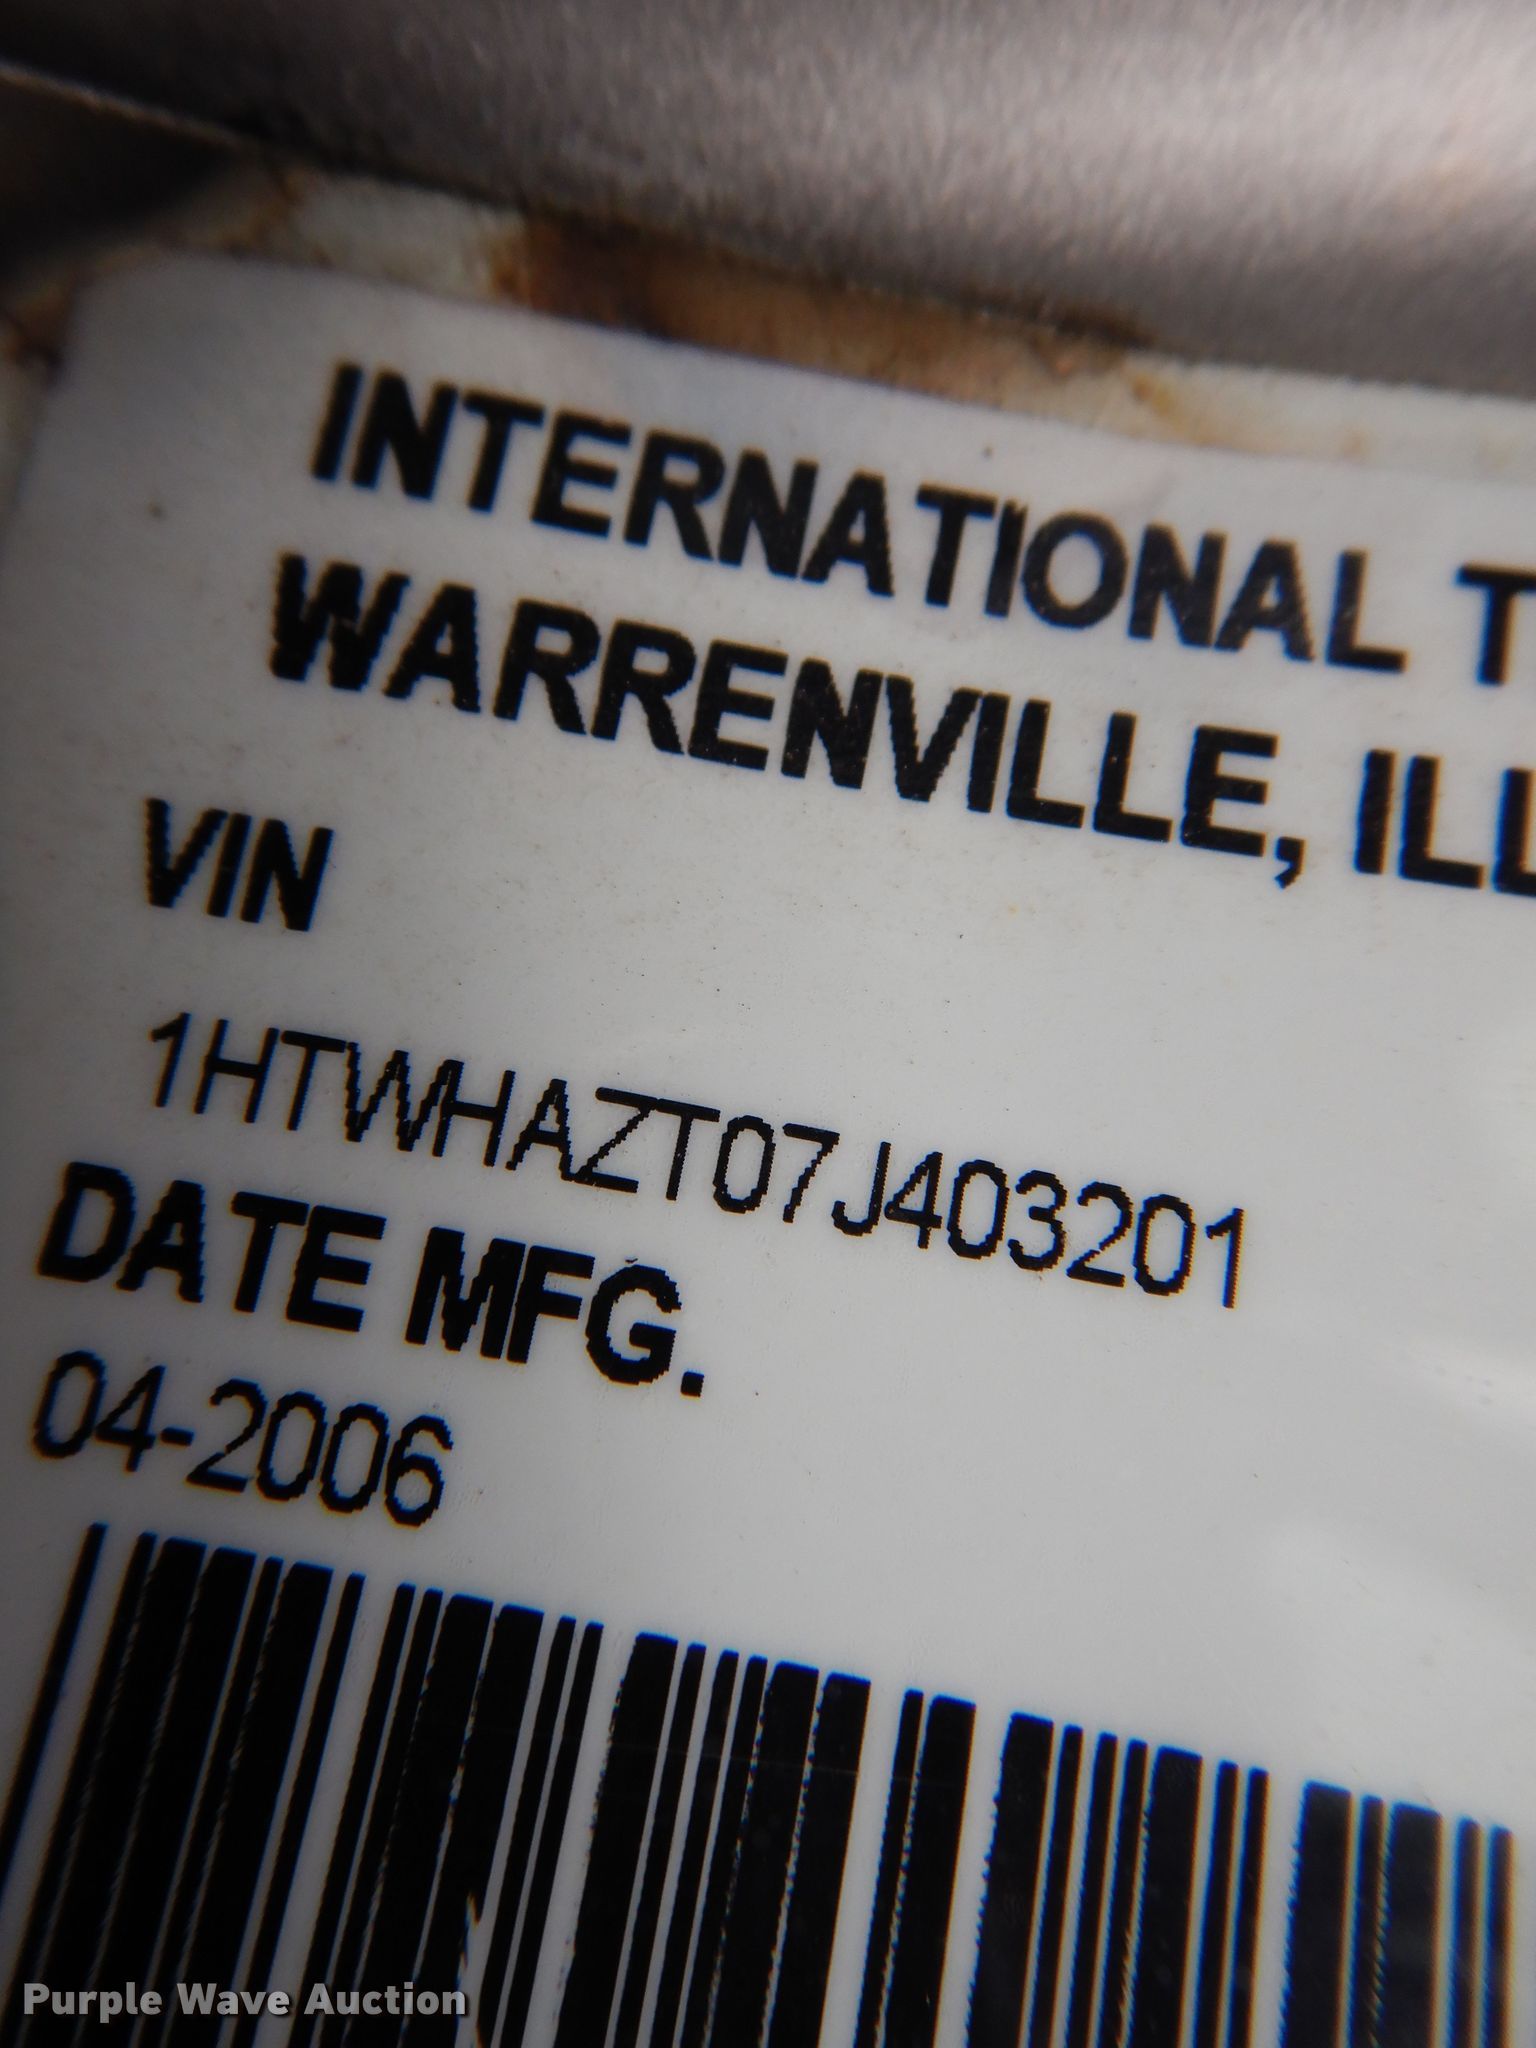 INTERNATIONAL T
WARRENVILLE, ILL
VIN
1HTWHAZT07J403201
DATE MFG.
04-2006
Purple Wave Auction